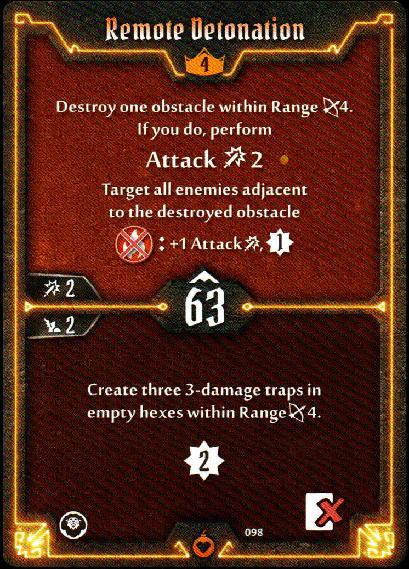 Remote Detonation
4
Destroy one obstacle within Range 4.
If you do, perform
Attack 2
Target all enemies adjacent
to the destroyed obstacle
: +1 Attack, 1
2
63
2
Create three 3-damage traps in
empty hexes within Range 4.
2
098